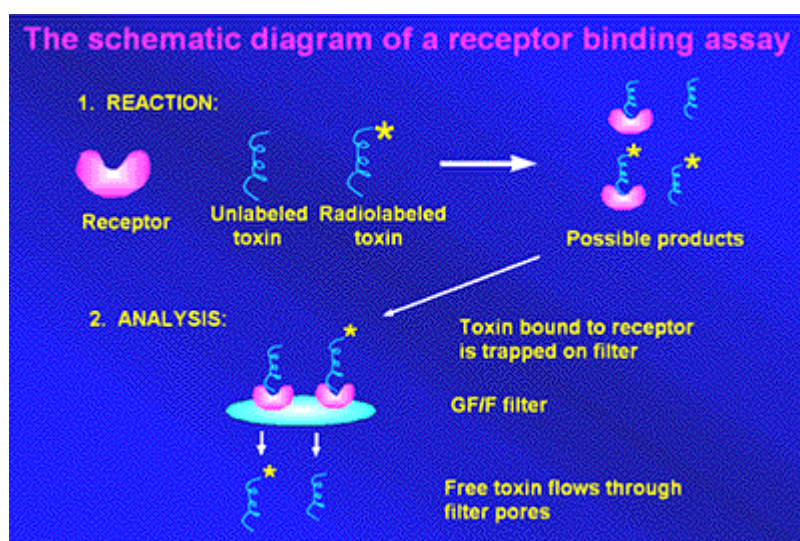 The schematic diagram of a receptor binding assay
1. REACTION:
*
*
*
Receptor
Unlabeled
toxin
Radiolabeled
toxin
Possible products
2. ANALYSIS:
*
Toxin bound to receptor
is trapped on filter
GF/F filter
*
Free toxin flows through
filter pores